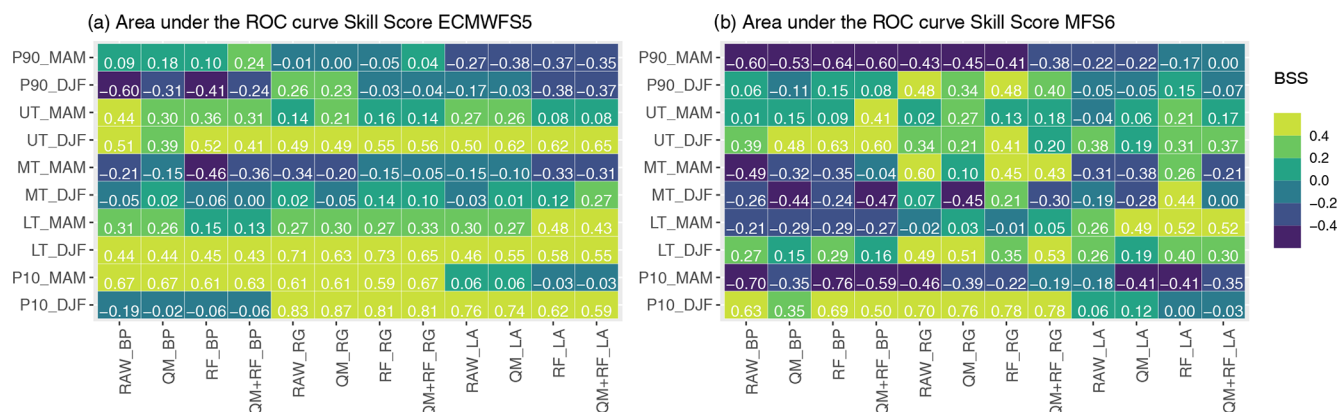 (a) Area under the ROC curve Skill Score ECMWFS5
P90_MAM 0.09 0.18 0.10 0.24 −0.01 0.00 −0.05 0.04 −0.27 −0.38 −0.37 −0.35
P90_DJF −0.60 −0.31 −0.41 −0.24 0.26 0.23 −0.03 −0.04 −0.17 −0.03 −0.38 −0.37
UT_MAM 0.44 0.30 0.36 0.31 0.14 0.21 0.16 0.14 0.27 0.26 0.08 0.08
UT_DJF 0.51 0.39 0.52 0.41 0.49 0.49 0.55 0.56 0.50 0.62 0.62 0.65
MT_MAM −0.21 −0.15 −0.46 −0.36 −0.34 −0.20 −0.15 −0.05 −0.15 −0.10 −0.33 −0.31
MT_DJF −0.05 0.02 −0.06 0.00 0.02 −0.05 0.14 0.10 −0.03 0.01 0.12 0.27
LT_MAM 0.31 0.26 0.15 0.13 0.27 0.30 0.27 0.33 0.30 0.27 0.48 0.43
LT_DJF 0.44 0.44 0.45 0.43 0.71 0.63 0.73 0.65 0.46 0.55 0.58 0.55
P10_MAM 0.67 0.67 0.61 0.63 0.61 0.61 0.59 0.67 0.06 0.06 −0.03 −0.03
P10_DJF −0.19 −0.02 −0.06 −0.06 0.83 0.87 0.81 0.81 0.76 0.74 0.62 0.59
RAW_BP QM_BP RF_BP QM+RF_BP RAW_RG QM_RG RF_RG QM+RF_RG RAW_LA QM_LA RF_LA QM+RF_LA
(b) Area under the ROC curve Skill Score MFS6
P90_MAM −0.60 −0.53 −0.64 −0.60 −0.43 −0.45 −0.41 −0.38 −0.22 −0.22 −0.17 0.00
P90_DJF 0.06 −0.11 0.15 0.08 0.48 0.34 0.48 0.40 −0.05 −0.05 0.15 −0.07
UT_MAM 0.01 0.15 0.09 0.41 0.02 0.27 0.13 0.18 −0.04 0.06 0.21 0.17
UT_DJF 0.39 0.48 0.63 0.60 0.34 0.21 0.41 0.20 0.38 0.19 0.31 0.37
MT_MAM −0.49 −0.32 −0.35 −0.04 0.60 0.10 0.45 0.43 −0.31 −0.38 0.26 −0.21
MT_DJF −0.26 −0.44 −0.24 −0.47 0.07 −0.45 0.21 −0.30 −0.19 −0.28 0.44 0.00
LT_MAM −0.21 −0.29 −0.29 −0.27 −0.02 0.03 −0.01 0.05 0.26 0.49 0.52 0.52
LT_DJF 0.27 0.15 0.29 0.16 0.49 0.51 0.35 0.53 0.26 0.19 0.40 0.30
P10_MAM −0.70 −0.35 −0.76 −0.59 −0.46 −0.39 −0.22 −0.19 −0.18 −0.41 −0.41 −0.35
P10_DJF 0.63 0.35 0.69 0.50 0.70 0.76 0.78 0.78 0.06 0.12 0.00 −0.03
RAW_BP QM_BP RF_BP QM+RF_BP RAW_RG QM_RG RF_RG QM+RF_RG RAW_LA QM_LA RF_LA QM+RF_LA
BSS
0.4
0.2
0.0
−0.2
−0.4